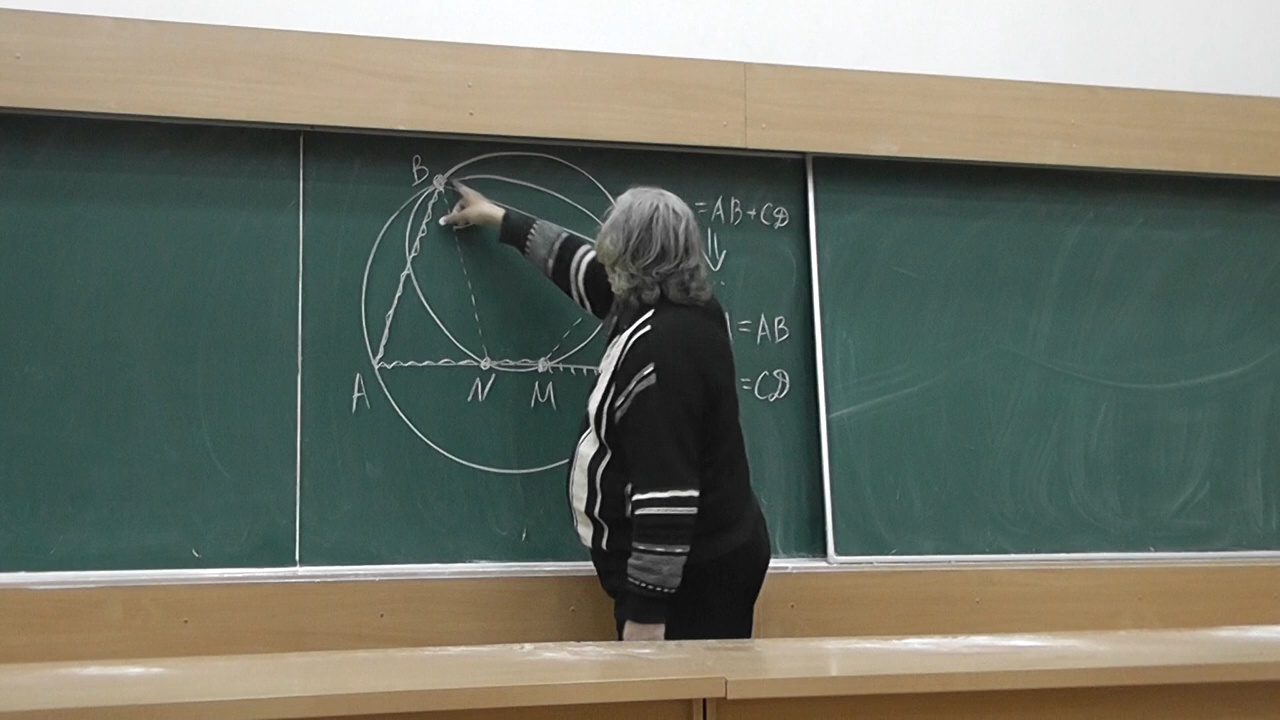 B
=AB+CD
⇓
=AB
=CD
A N M